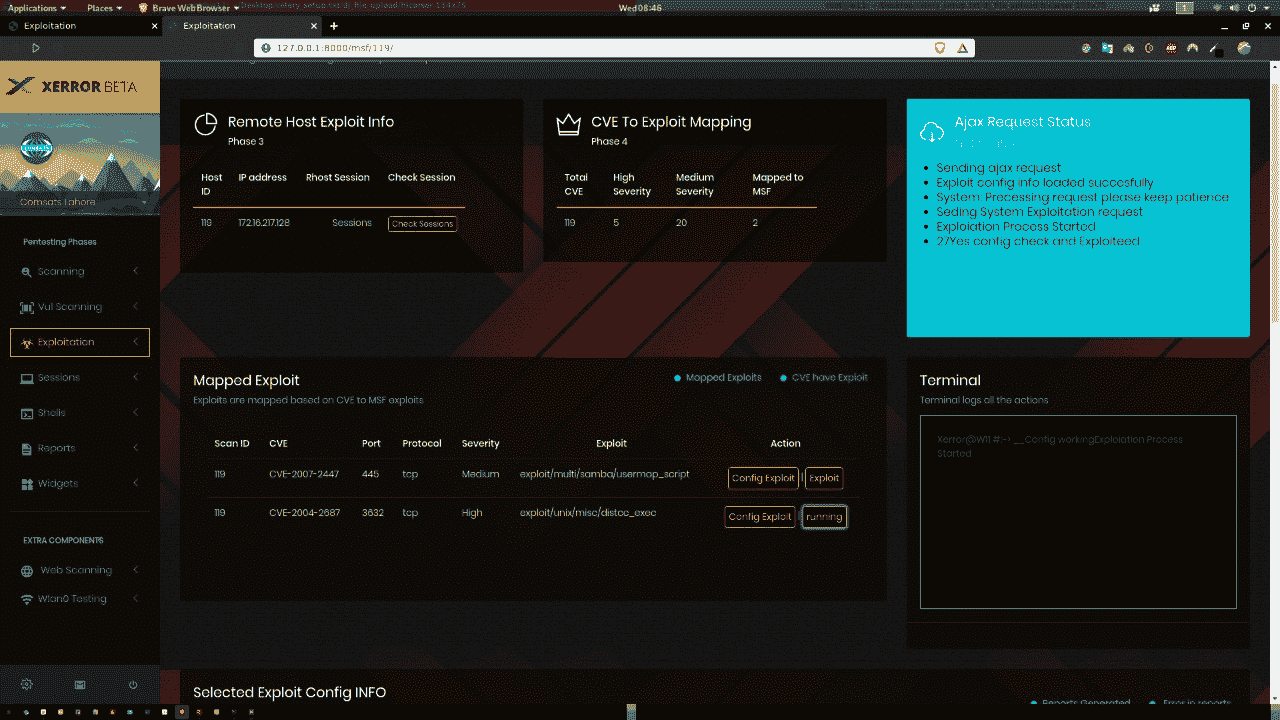 Applications
Places
Brave Web Browser
Wed 08:46
Exploitation
Exploitation
127.0.0.1:8000/msf/119/
XERROR BETA
Comsats Lahore
Pentesting Phases
Scanning
Vul Scanning
Exploitation
Sessions
Shells
Reports
Widgets
EXTRA COMPONENTS
Web Scanning
Wlan0 Tasting
Remote Host Exploit Info
Phase 3
Host ID IP address Rhost Session Check Session
119 172.16.217.128 Sessions Check Sessions
CVE To Exploit Mapping
Phase 4
Total CVE High Severity Medium Severity Mapped to MSF
119 5 20 2
Ajax Request Status
Sending ajax request
Exploit config info loaded succesfully
System. Precessing request please keep patience
Seding System Exploitation request
Exploiation Process Started
27Yes config check and Exploiteed
Mapped Exploit
Mapped Exploits
CVE have Exploit
Exploits are mapped based on CVE to MSF exploits
Scan ID CVE Port Protocol Severity Exploit Action
119 CVE-2007-2447 445 tcp Medium exploit/multi/samba/usermap_script Config Exploit | Exploit
119 CVE-2004-2687 3632 tcp High exploit/unix/misc/distcc_exec Config Exploit running
Terminal
Terminal logs all the actions
Xerror@W11 #:~> __Config workingExploiation Process
Started
Selected Exploit Config INFO
Reports Generated
Error in reports